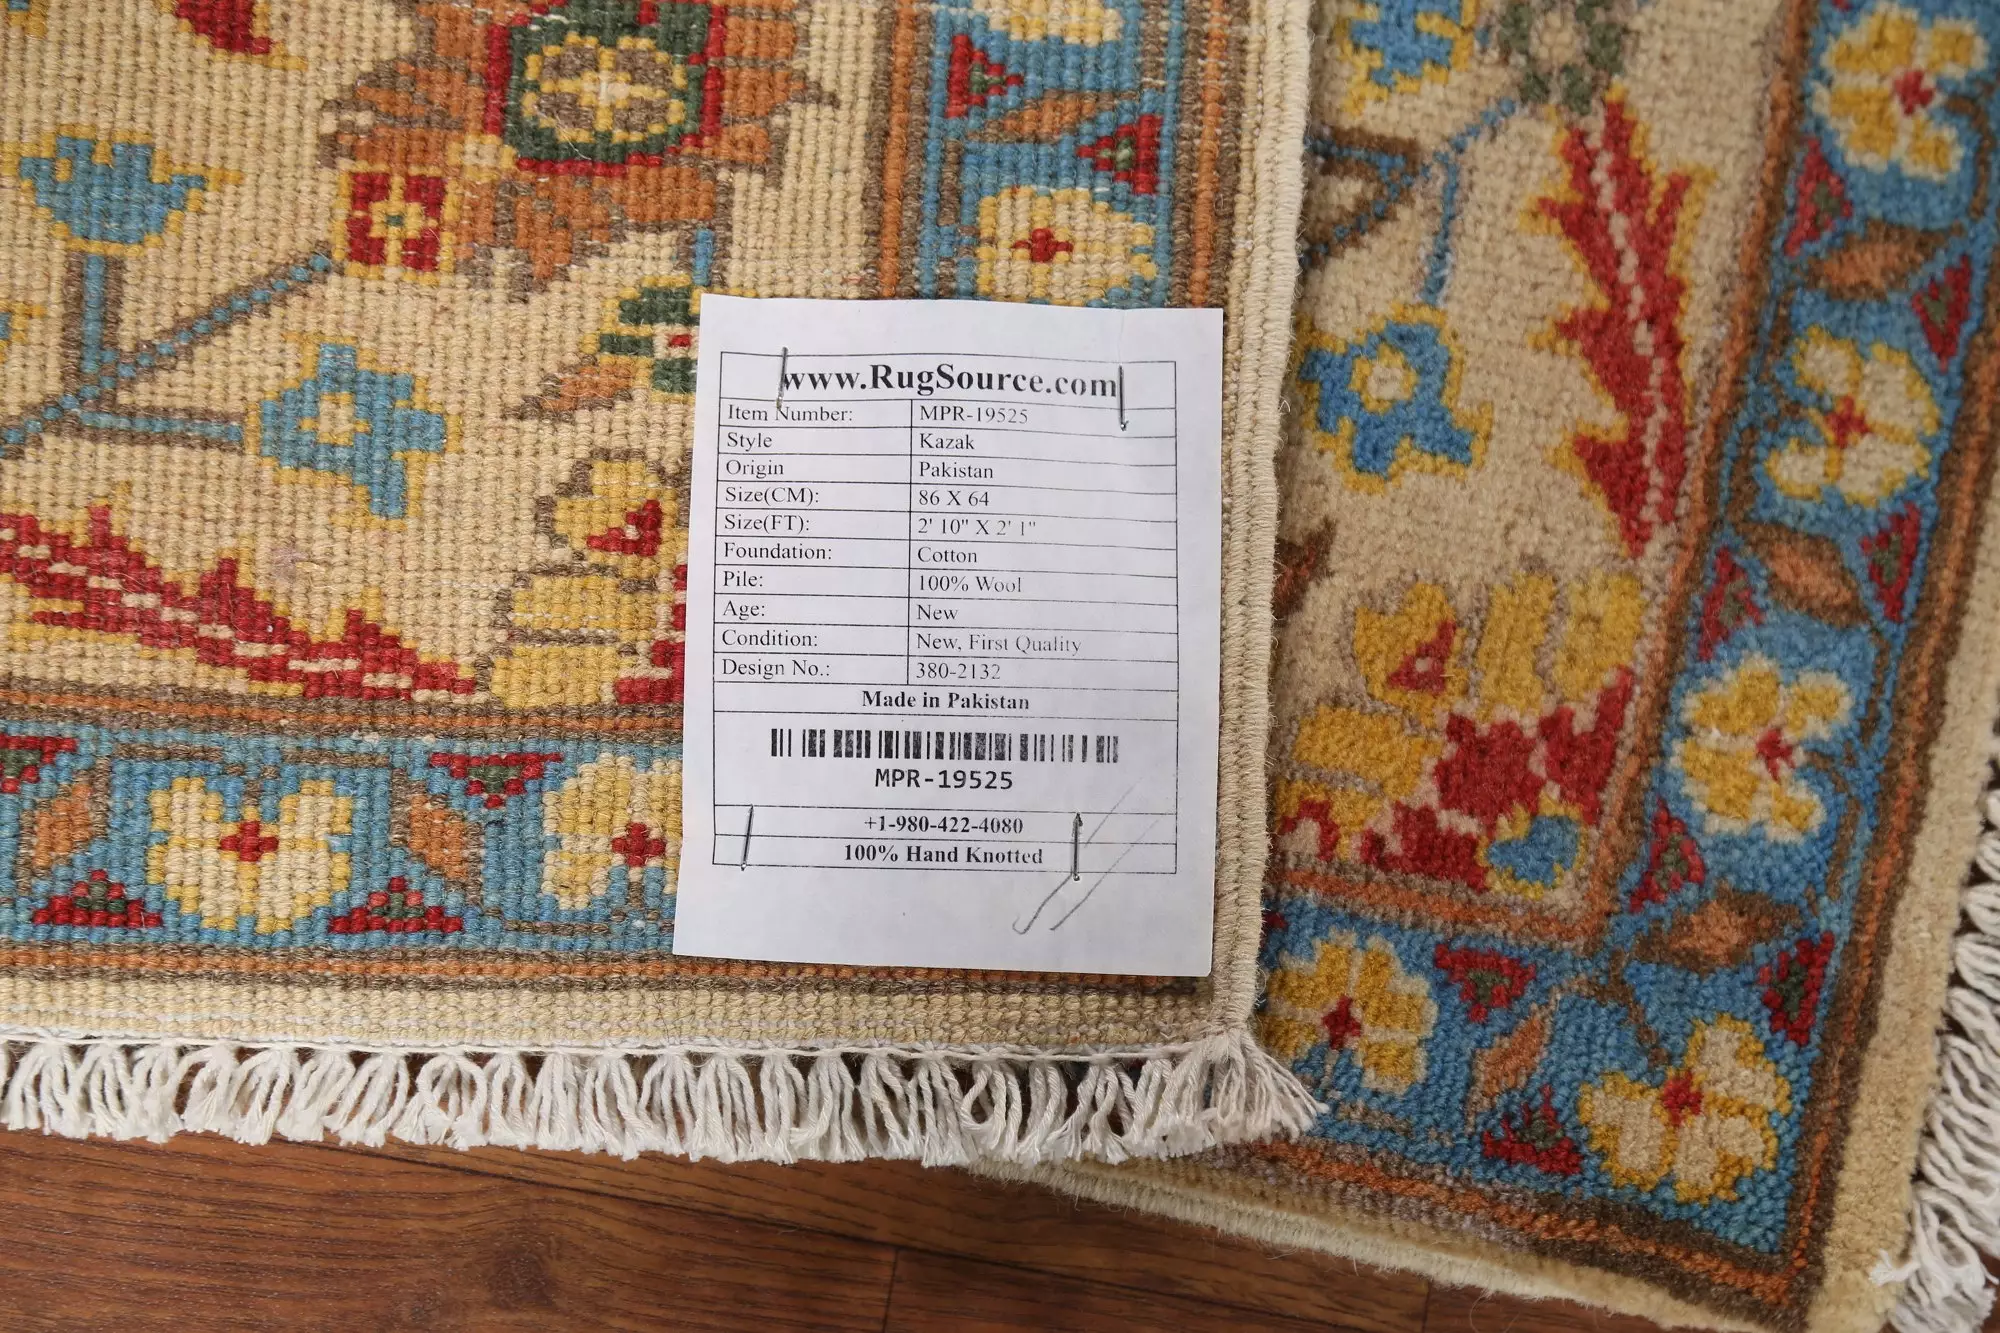 www.RugSource.com
Item Number: MPR-19525
Style Kazak
Origin Pakistan
Size(CM): 86 X 64
Size(FT): 2' 10" X 2' 1"
Foundation: Cotton
Pile: 100% Wool
Age: New
Condition: New, First Quality
Design No.: 380-2132
Made in Pakistan
MPR-19525
+1-980-422-4080
100% Hand Knotted